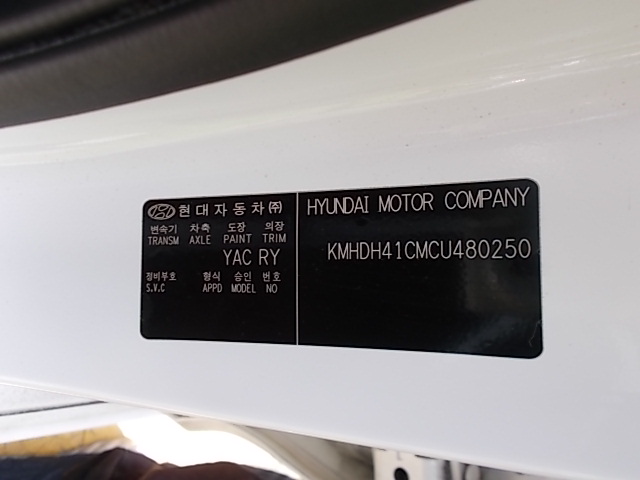 현대자동차㈜
변속기 차축 도장 의장
TRANSM AXLE PAINT TRIM
YAC RY
정비부호 형식 승인 번호
S.V.C APPD MODEL NO
HYUNDAI MOTOR COMPANY
KMHDH41CMCU480250